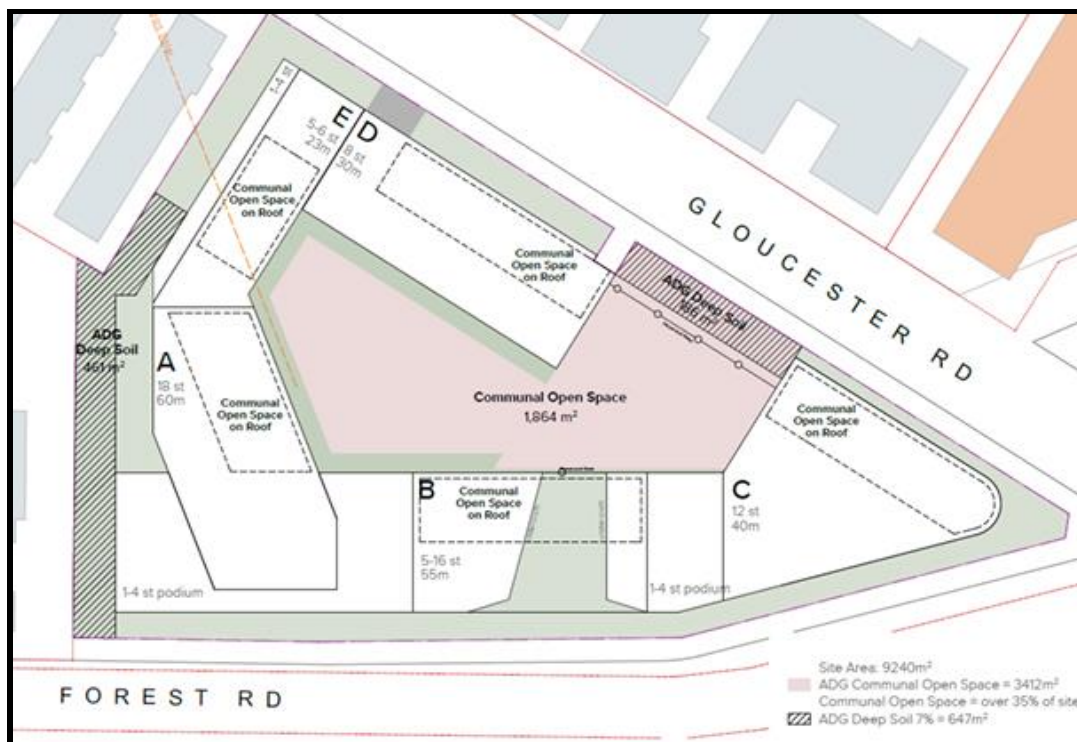 1-4 st
E
5-6 st
23m
D
8 st
30m
Communal
Open Space
on Roof
Communal
Open Space
on Roof
GLOUCESTER RD
ADG Deep Soil
186 m²
ADG
Deep Soil
461 m²
A
18 st
60m
Communal
Open Space
on Roof
Communal Open Space
1,864 m²
Communal
Open Space
on Roof
B
Communal
Open Space
on Roof
5-16 st
55m
C
12 st
40m
1-4 st podium
1-4 st podium
FOREST RD
Site Area: 9240m²
ADG Communal Open Space = 3412m²
Communal Open Space = over 35% of site
ADG Deep Soil 7% = 647m²